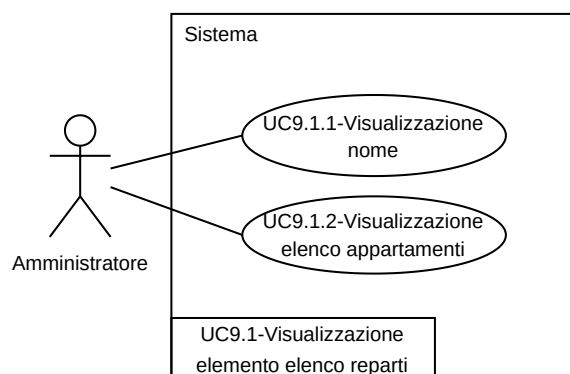 Sistema
UC9.1.1-Visualizzazione
nome
UC9.1.2-Visualizzazione
elenco appartamenti
Amministratore
UC9.1-Visualizzazione
elemento elenco reparti